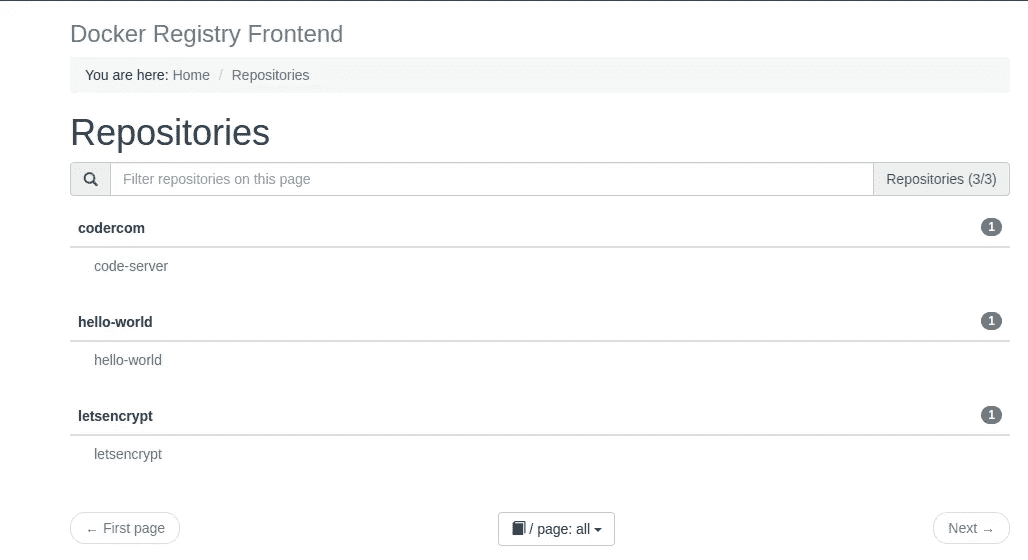 Docker Registry Frontend
You are here: Home / Repositories
Repositories
Filter repositories on this page Repositories (3/3)
codercom 1
code-server
hello-world 1
hello-world
letsencrypt 1
letsencrypt
← First page / page: all Next →